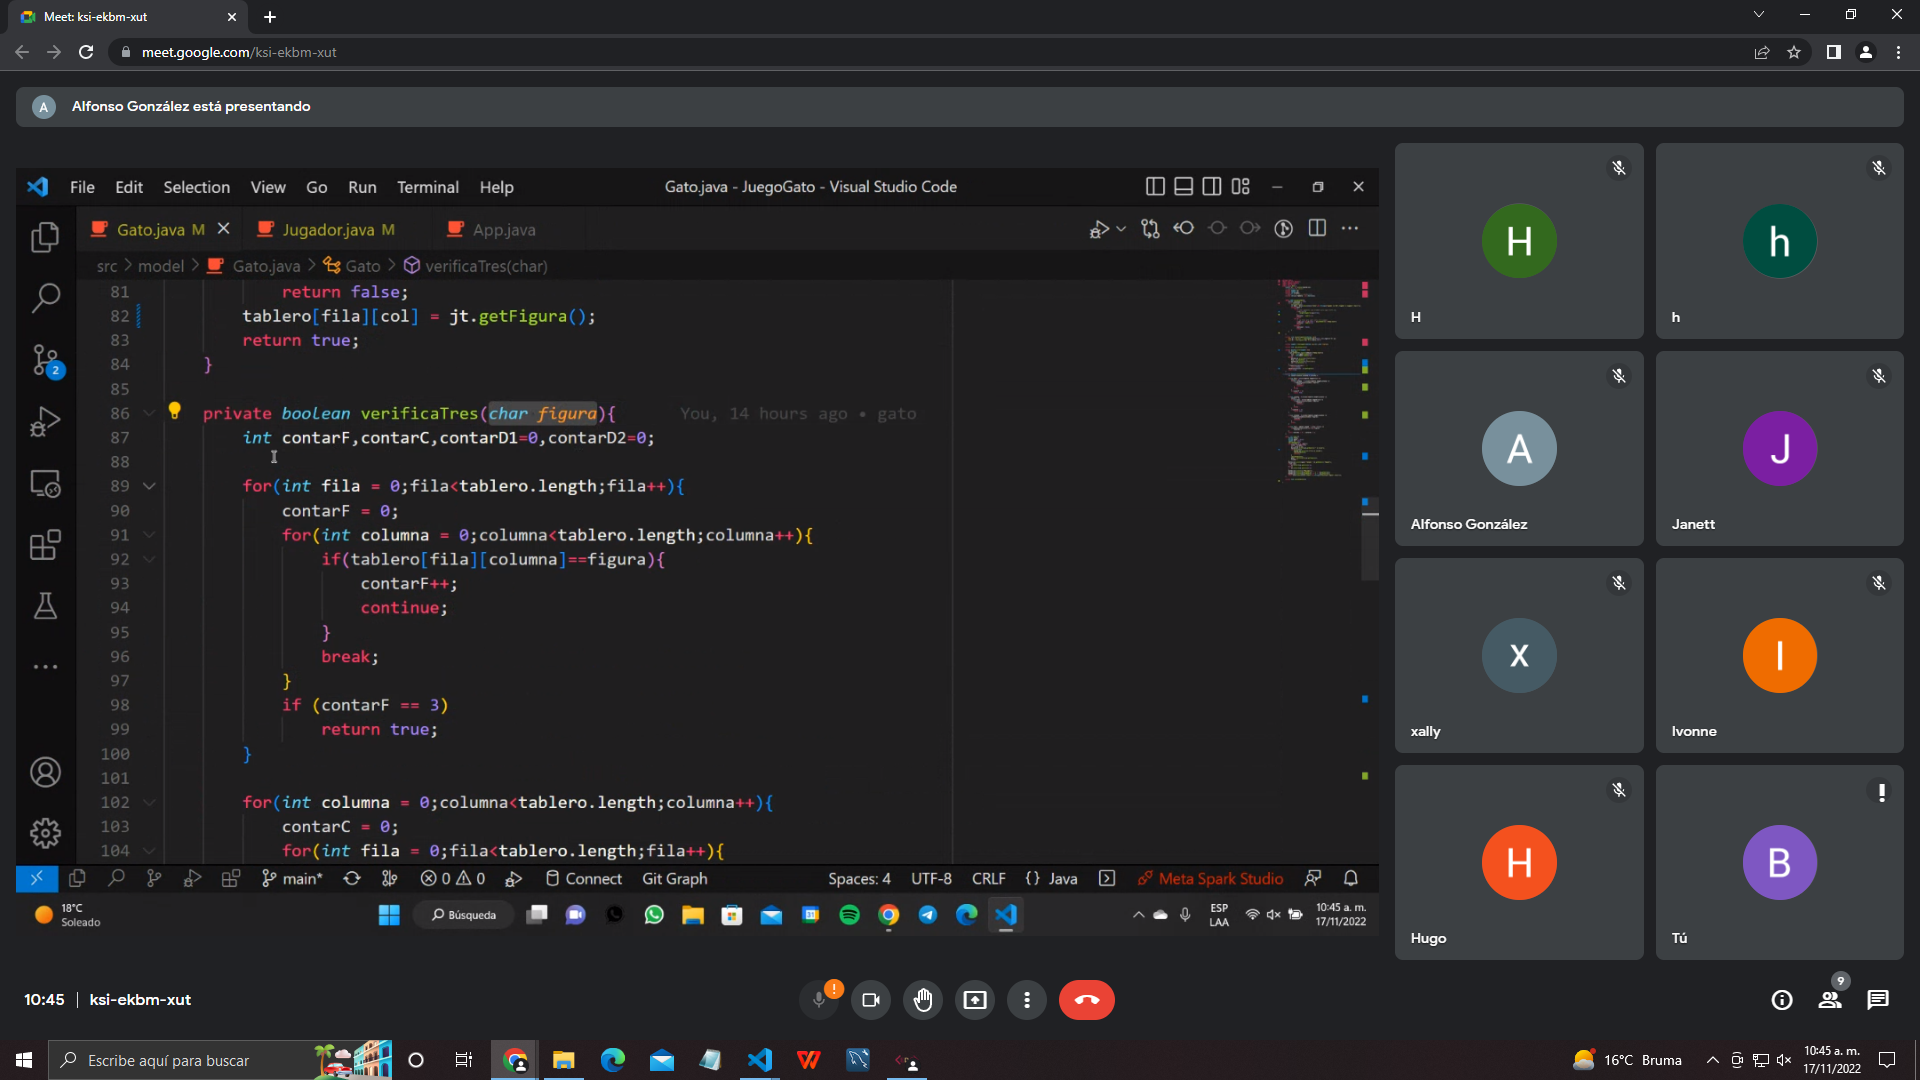 Meet: ksi-ekbm-xut
meet.google.com/ksi-ekbm-xut
A Alfonso González está presentando
File Edit Selection View Go Run Terminal Help Gato.java - JuegoGato - Visual Studio Code
Gato.java M Jugador.java M App.java
src > model > Gato.java > Gato > verificaTres(char)
81 return false;
82 tablero[fila][col] = jt.getFigura();
83 return true;
84 }
85
86 private boolean verificaTres(char figura){ You, 14 hours ago • gato
87 int contarF,contarC,contarD1=0,contarD2=0;
88
89 for(int fila = 0;fila<tablero.length;fila++){
90 contarF = 0;
91 for(int columna = 0;columna<tablero.length;columna++){
92 if(tablero[fila][columna]==figura){
93 contarF++;
94 continue;
95 }
96 break;
97 }
98 if (contarF == 3)
99 return true;
100 }
101
102 for(int columna = 0;columna<tablero.length;columna++){
103 contarC = 0;
104 for(int fila = 0;fila<tablero.length;fila++){
2
main* 0 0 Connect Git Graph Spaces: 4 UTF-8 CRLF {} Java Meta Spark Studio
18°C
Soleado
Búsqueda
ESP
LAA
10:45 a. m.
17/11/2022
H
H
h
h
A
Alfonso González
J
Janett
x
xally
I
Ivonne
H
Hugo
B
Tú
10:45 | ksi-ekbm-xut
9
Escribe aquí para buscar
16°C Bruma
10:45 a. m.
17/11/2022